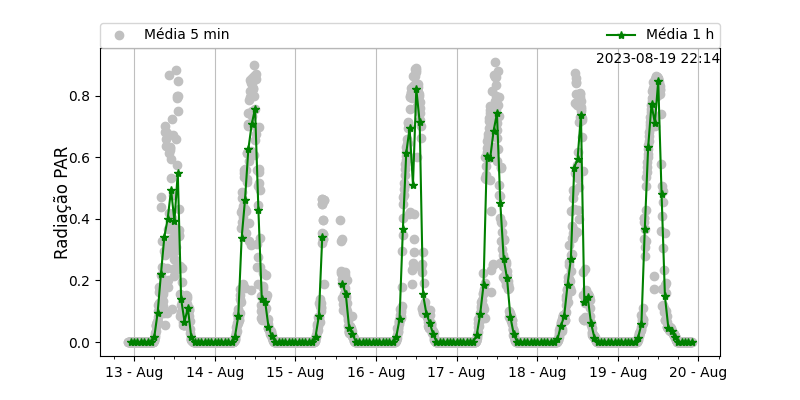 Média 5 min
Média 1 h
2023-08-19 22:14
Radiação PAR
0.8
0.6
0.4
0.2
0.0
13 - Aug
14 - Aug
15 - Aug
16 - Aug
17 - Aug
18 - Aug
19 - Aug
20 - Aug